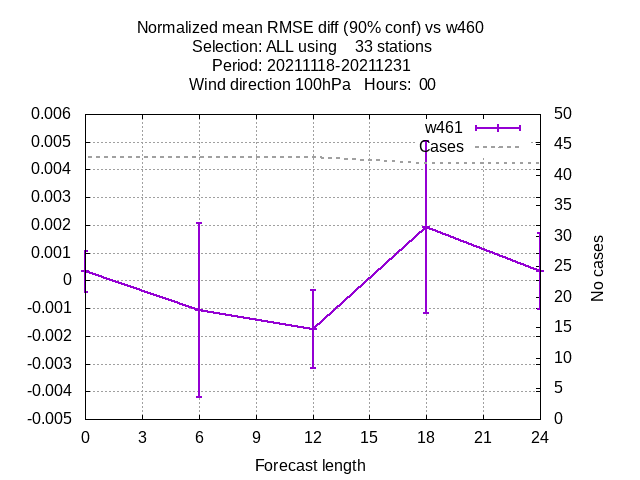 Normalized mean RMSE diff (90% conf) vs w460
Selection: ALL using    33 stations
Period: 20211118-20211231
Wind direction 100hPa   Hours:  00
w461
Cases
0.006
0.005
0.004
0.003
0.002
0.001
0
-0.001
-0.002
-0.003
-0.004
-0.005
50
45
40
35
30
25
20
15
10
5
0
No cases
0 3 6 9 12 15 18 21 24
Forecast length